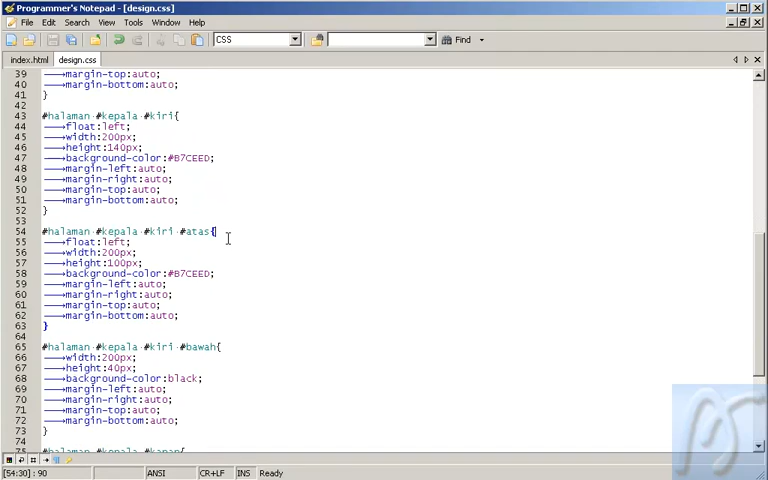 Programmer's Notepad - [design.css]
File Edit Search View Tools Window Help
CSS Find
index.html design.css
39 margin-top:auto;
40 margin-bottom:auto;
41 }
42
43 #halaman #kepala #kiri{
44 float:left;
45 width:200px;
46 height:140px;
47 background-color:#B7CEED;
48 margin-left:auto;
49 margin-right:auto;
50 margin-top:auto;
51 margin-bottom:auto;
52 }
53
54 #halaman #kepala #kiri #atas{
55 float:left;
56 width:200px;
57 height:100px;
58 background-color:#B7CEED;
59 margin-left:auto;
60 margin-right:auto;
61 margin-top:auto;
62 margin-bottom:auto;
63 }
64
65 #halaman #kepala #kiri #bawah{
66 width:200px;
67 height:40px;
68 background-color:black;
69 margin-left:auto;
70 margin-right:auto;
71 margin-top:auto;
72 margin-bottom:auto;
73 }
74
75 #halaman #kepala #kanan{
[54:30] : 90 ANSI CR+LF INS Ready